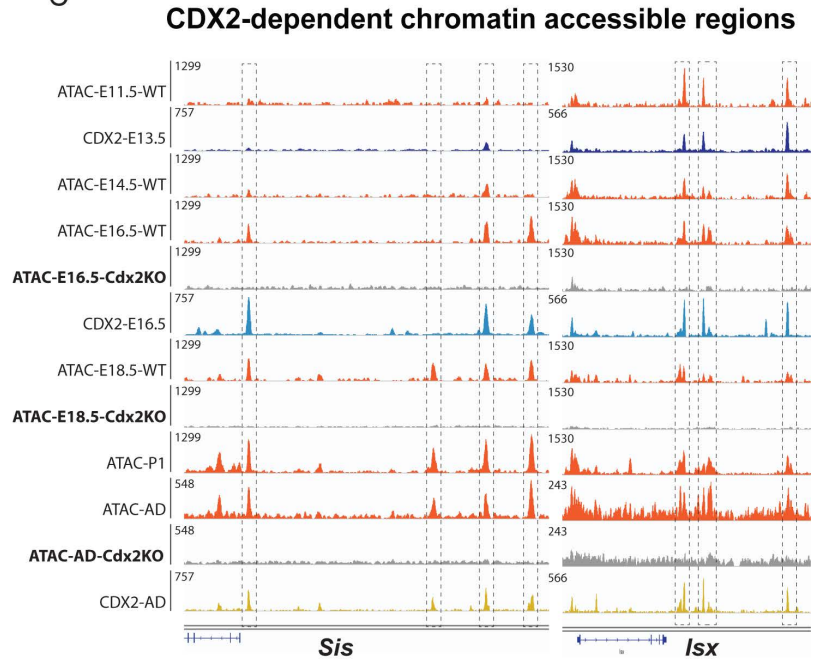 CDX2-dependent chromatin accessible regions
ATAC-E11.5-WT 1299 1530
CDX2-E13.5 757 566
ATAC-E14.5-WT 1299 1530
ATAC-E16.5-WT 1299 1530
ATAC-E16.5-Cdx2KO 1299 1530
CDX2-E16.5 757 566
ATAC-E18.5-WT 1299 1530
ATAC-E18.5-Cdx2KO 1299 1530
ATAC-P1 1299 1530
ATAC-AD 548 243
ATAC-AD-Cdx2KO 548 243
CDX2-AD 757 566
Sis Isx